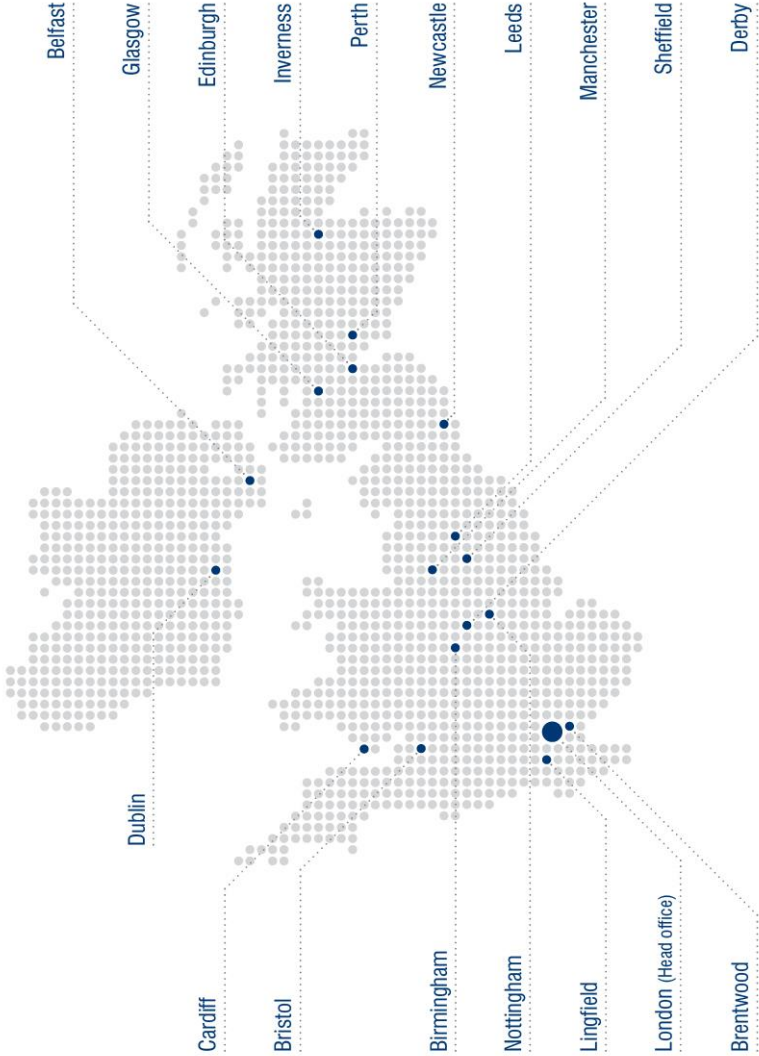 Belfast
Glasgow
Edinburgh
Inverness
Perth
Newcastle
Leeds
Manchester
Sheffield
Derby
Dublin
Cardiff
Bristol
Birmingham
Nottingham
Lingfield
London (Head office)
Brentwood